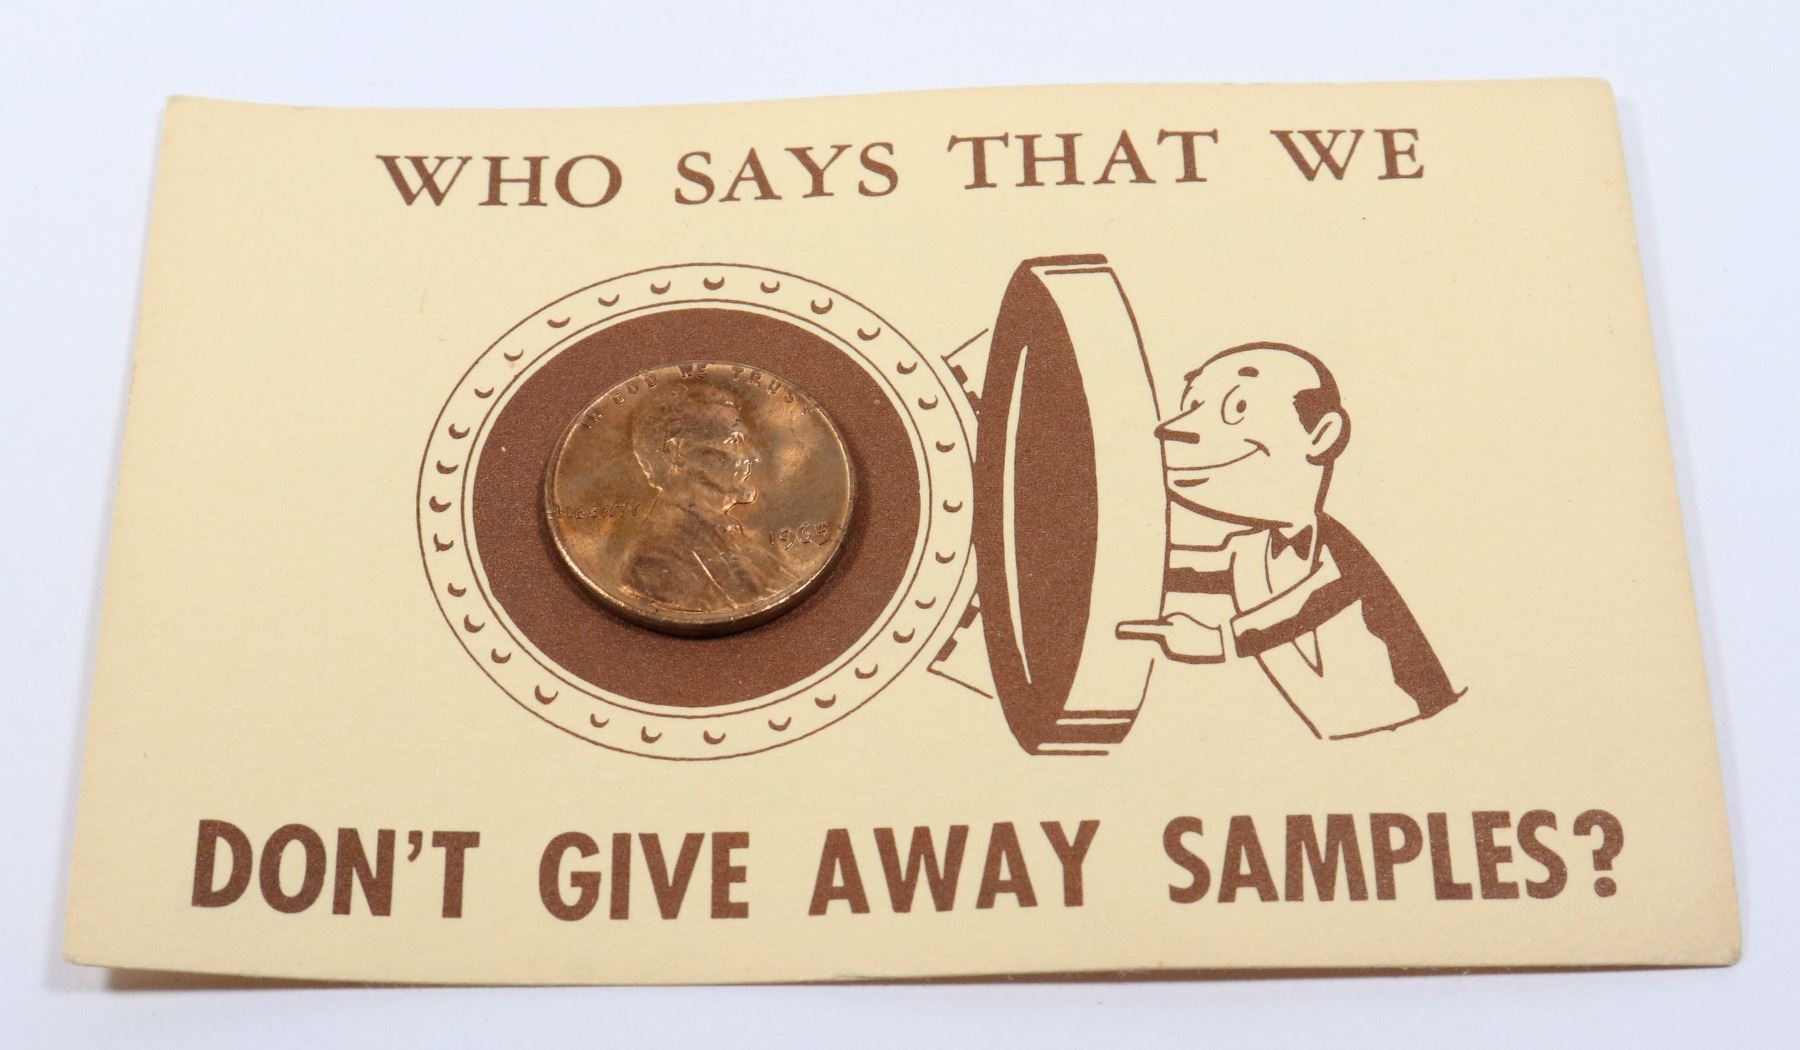 WHO SAYS THAT WE
IN GOD WE TRUST
LIBERTY
1965
DON'T GIVE AWAY SAMPLES?